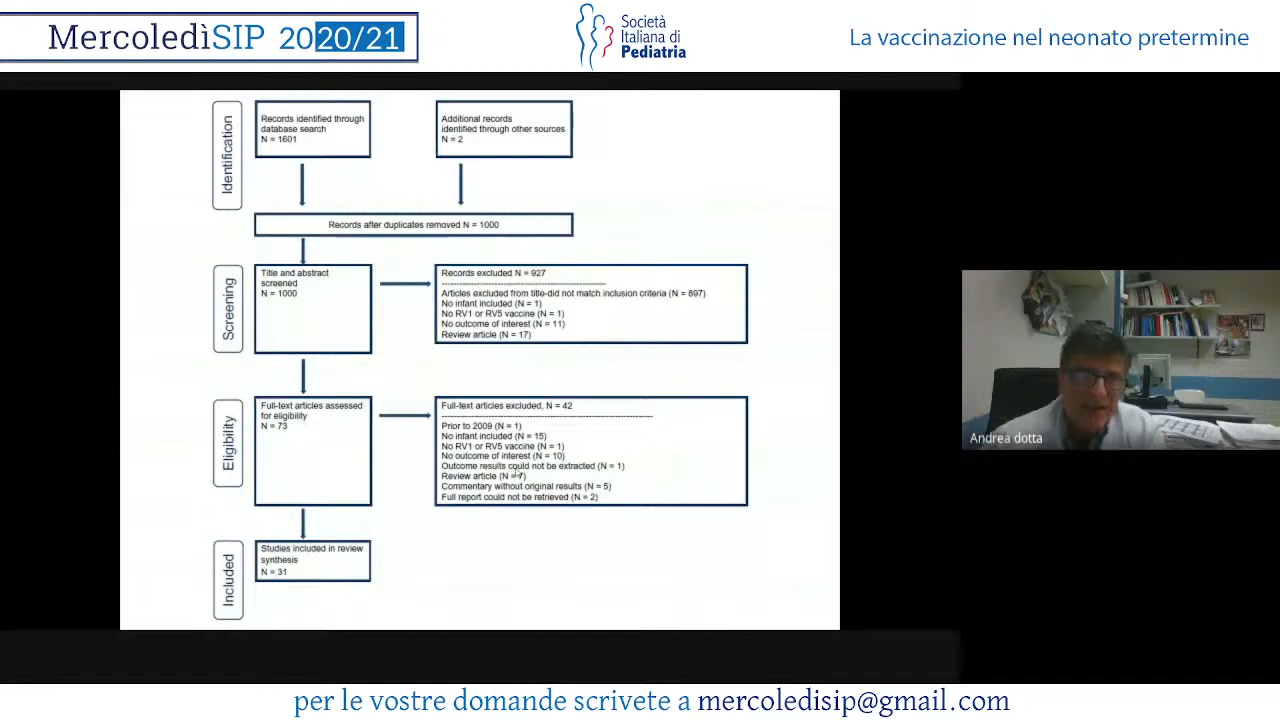 MercoledìSIP 2020/21
Società
Italiana di
Pediatria
La vaccinazione nel neonato pretermine
Identification
Records identified through
database search
N = 1601
Additional records
identified through other sources
N = 2
Records after duplicates removed N = 1000
Screening
Title and abstract
screened
N = 1000
Records excluded N = 927
Articles excluded from title-did not match inclusion criteria (N = 897)
No infant included (N = 1)
No RV1 or RV5 vaccine (N = 1)
No outcome of interest (N = 11)
Review article (N = 17)
Eligibility
Full-text articles assessed
for eligibility
N = 73
Full-text articles excluded, N = 42
Prior to 2009 (N = 1)
No infant included (N = 15)
No RV1 or RV5 vaccine (N = 1)
No outcome of interest (N = 10)
Outcome results could not be extracted (N = 1)
Review article (N = 7)
Commentary without original results (N = 5)
Full report could not be retrieved (N = 2)
Included
Studies included in review
synthesis
N = 31
Andrea dotta
per le vostre domande scrivete a mercoledisip@gmail.com